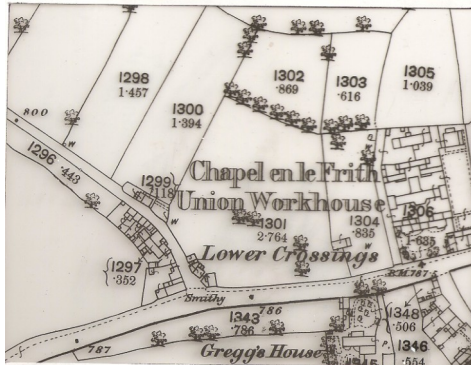 1298
1·457
1302
·869
1303
·616
1305
1·039
1300
1·394
800
W
1296 ·443
1299
·118
Chapel en le Frith
Union Workhouse
W
1301
2·764
1304
·835
W
P
1306
·635
Lower Crossings
1297
·352
B.M.787
Smithy
786
1343
·786
787
1348
·506
P.
1346
·554
Gregg's House